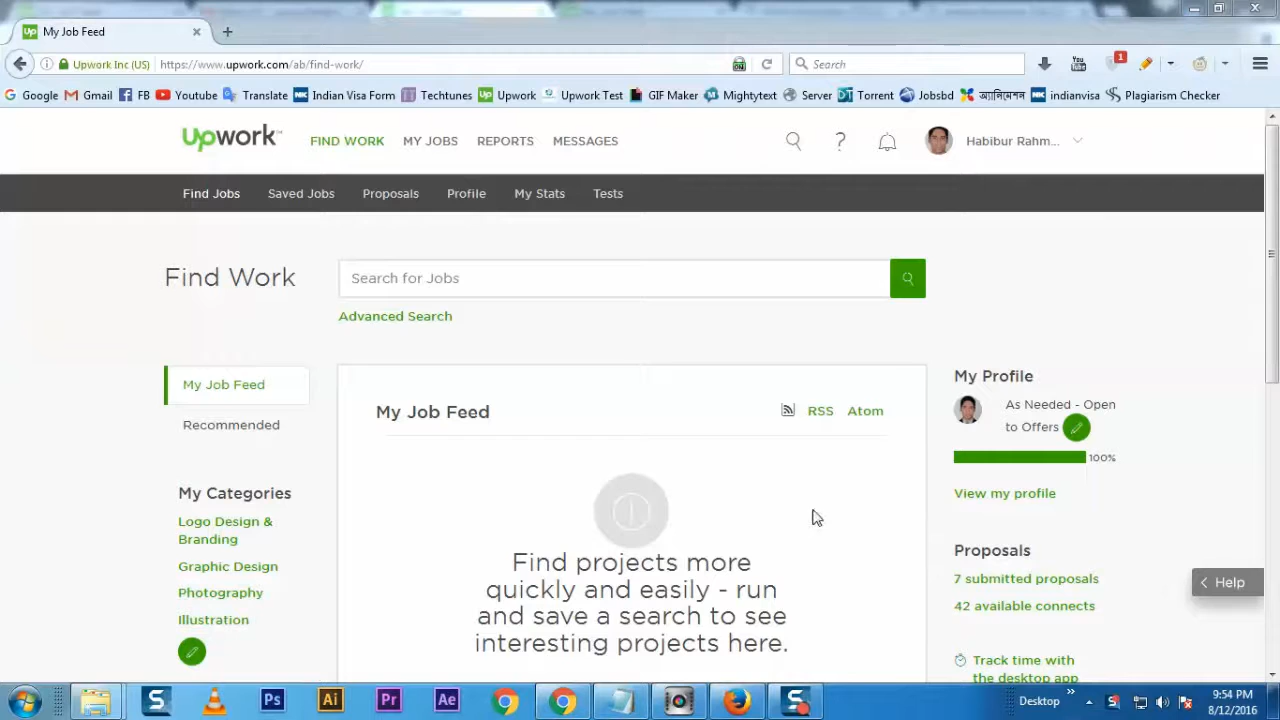 My Job Feed
Upwork Inc (US) https://www.upwork.com/ab/find-work/ Search 1
Google Gmail FB Youtube Translate Indian Visa Form Techtunes Upwork Upwork Test GIF Maker Mightytext Server Torrent Jobsbd অ্যানিমেশন indianvisa Plagiarism Checker
Upwork FIND WORK MY JOBS REPORTS MESSAGES ? Habibur Rahm...
Find Jobs Saved Jobs Proposals Profile My Stats Tests
Find Work
Search for Jobs
Advanced Search
My Job Feed
Recommended
My Categories
Logo Design &
Branding
Graphic Design
Photography
Illustration
My Job Feed RSS Atom
Find projects more
quickly and easily - run
and save a search to see
interesting projects here.
My Profile
As Needed - Open
to Offers
100%
View my profile
Proposals
7 submitted proposals
42 available connects
Track time with
the desktop app
Help
Ps Ai Pr Ae
Desktop
9:54 PM
8/12/2016